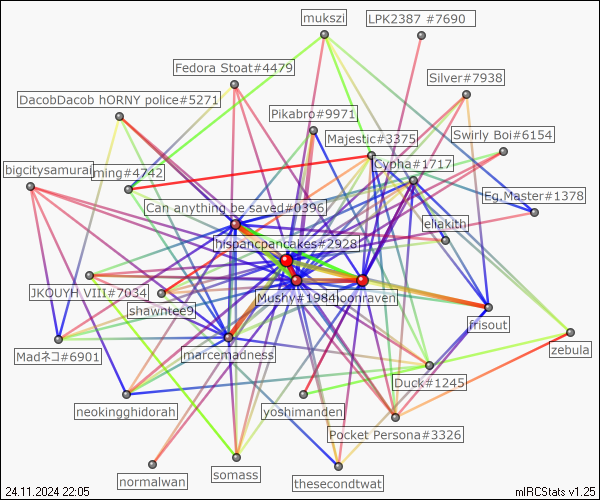 mukszi
LPK2387 #7690
Fedora Stoat#4479
Silver#7938
DacobDacob hORNY police#5271
Pikabro#9971
Majestic#3375
Swirly Boi#6154
Cypha#1717
bigcitysamurai
ming#4742
Eg.Master#1378
Can anything be saved#0396
eliakith
hispancpancakes#2928
JKOUYH VIII#7034
Mushy#1984
oonraven
shawntee9
frisout
Madネコ#6901
marcemadness
zebula
Duck#1245
neokingghidorah
yoshimanden
Pocket Persona#3326
normalwan
somass
thesecondtwat
24.11.2024 22:05
mIRCStats v1.25